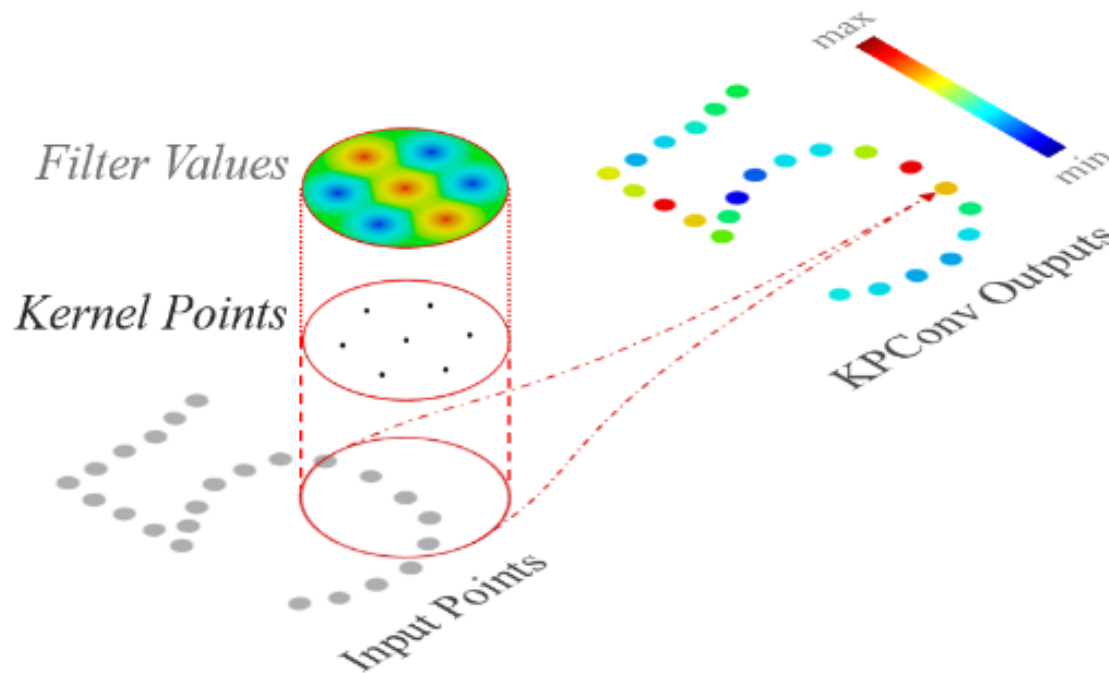 max
min
Filter Values
Kernel Points
KPConv Outputs
Input Points